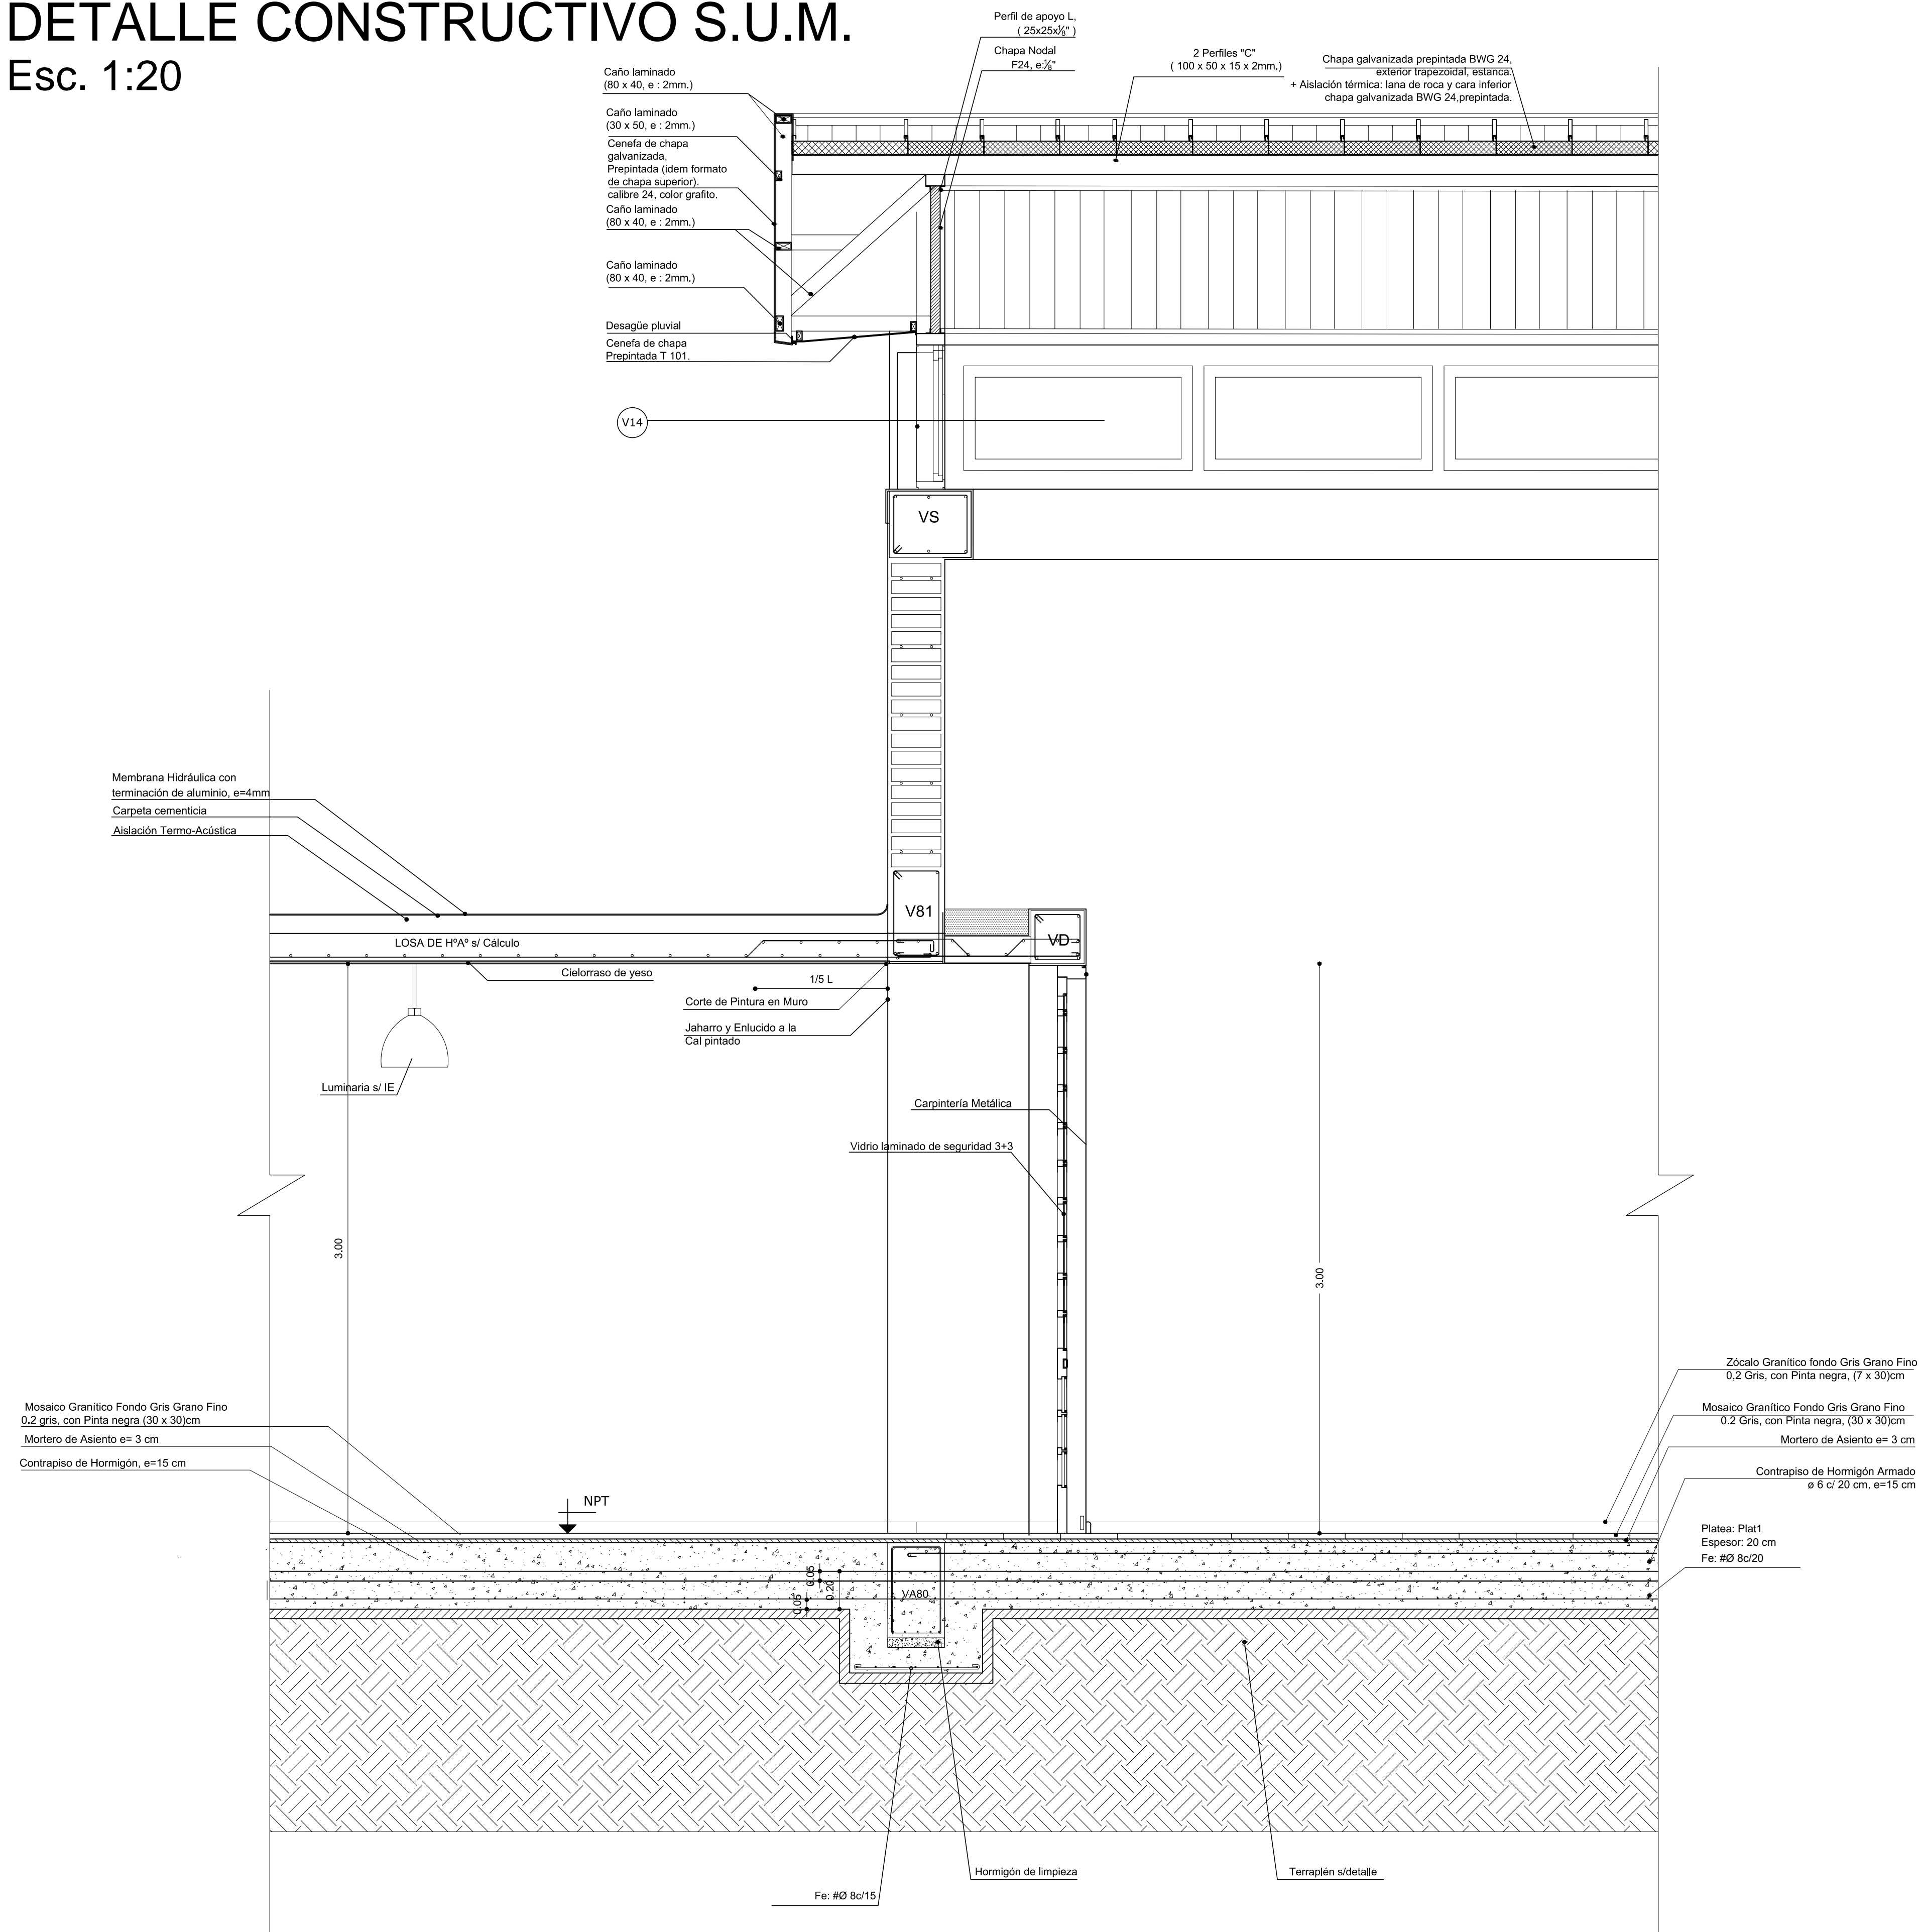 DETALLE CONSTRUCTIVO S.U.M.
Esc. 1:20
Perfil de apoyo L,
( 25x25x⅛" )
Chapa Nodal
F24, e:⅛"
2 Perfiles "C"
( 100 x 50 x 15 x 2mm.)
Chapa galvanizada prepintada BWG 24,
exterior trapezoidal, estanca.
+ Aislación térmica: lana de roca y cara inferior
chapa galvanizada BWG 24,prepintada.
Caño laminado
(80 x 40, e : 2mm.)
Caño laminado
(30 x 50, e : 2mm.)
Cenefa de chapa
galvanizada,
Prepintada (idem formato
de chapa superior).
calibre 24, color grafito.
Caño laminado
(80 x 40, e : 2mm.)
Caño laminado
(80 x 40, e : 2mm.)
Desagüe pluvial
Cenefa de chapa
Prepintada T 101.
V14
VS
Membrana Hidráulica con
terminación de aluminio, e=4mm
Carpeta cementicia
Aislación Termo-Acústica
V81
VD
LOSA DE HºAº s/ Cálculo
Cielorraso de yeso
1/5 L
Corte de Pintura en Muro
Jaharro y Enlucido a la
Cal pintado
Luminaria s/ IE
Carpintería Metálica
Vidrio laminado de seguridad 3+3
3.00
3.00
Zócalo Granítico fondo Gris Grano Fino
0,2 Gris, con Pinta negra, (7 x 30)cm
Mosaico Granítico Fondo Gris Grano Fino
0.2 Gris, con Pinta negra, (30 x 30)cm
Mortero de Asiento e= 3 cm
Contrapiso de Hormigón Armado
ø 6 c/ 20 cm. e=15 cm
Platea: Plat1
Espesor: 20 cm
Fe: #Ø 8c/20
Mosaico Granítico Fondo Gris Grano Fino
0.2 gris, con Pinta negra (30 x 30)cm
Mortero de Asiento e= 3 cm
Contrapiso de Hormigón, e=15 cm
NPT
0.05
0.20
0.05
VA80
Hormigón de limpieza
Terraplén s/detalle
Fe: #Ø 8c/15